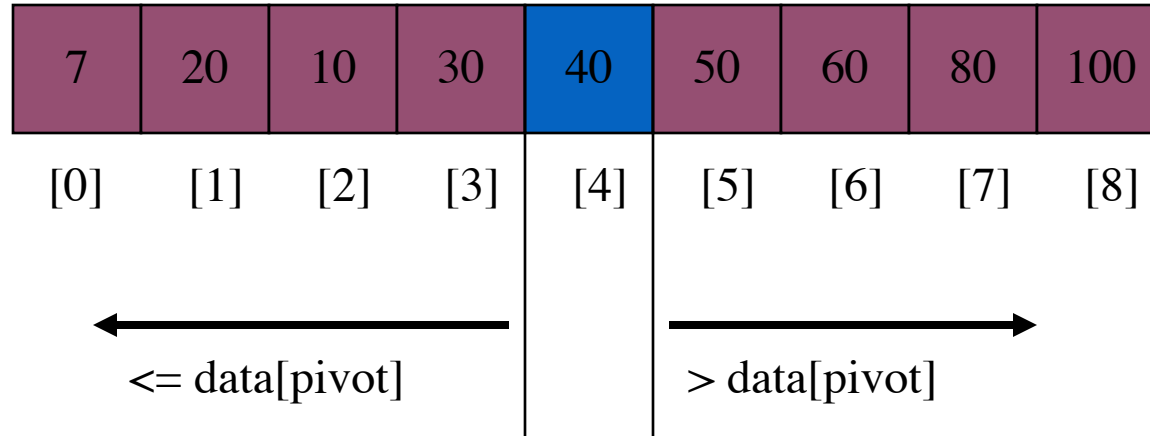 7 20 10 30 40 50 60 80 100
[0] [1] [2] [3] [4] [5] [6] [7] [8]
<= data[pivot] > data[pivot]